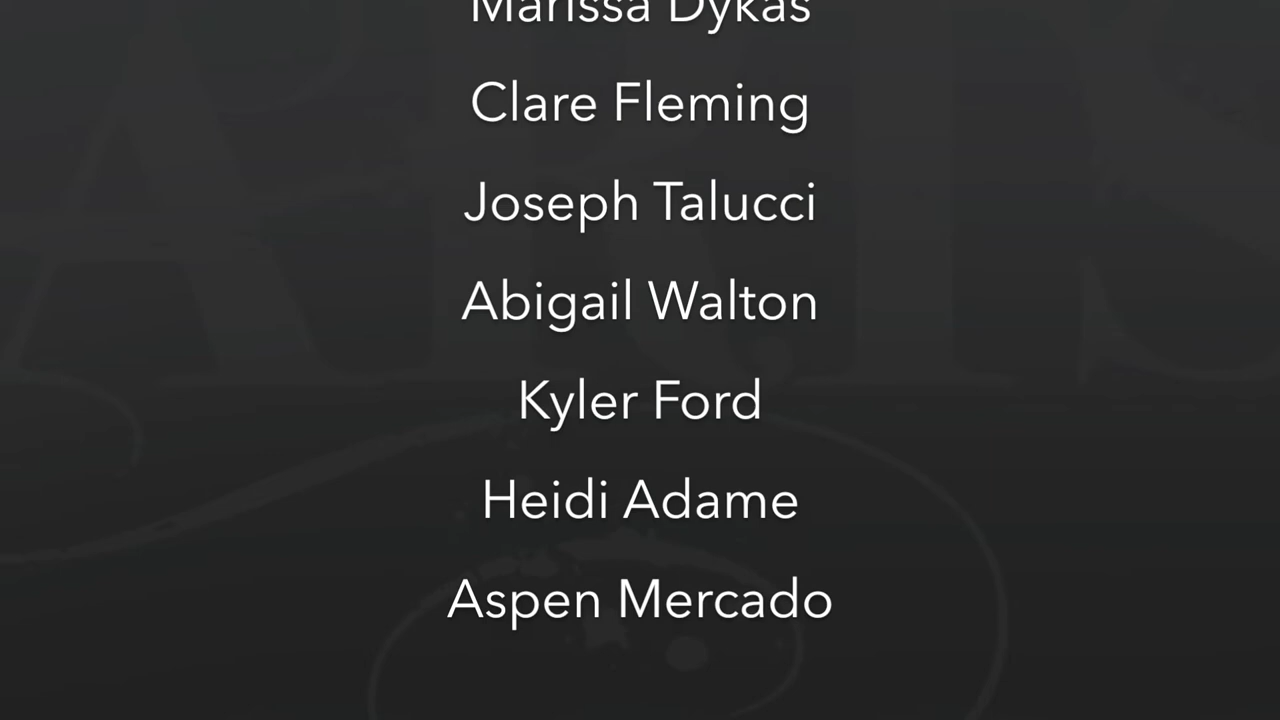 Marissa Dykas
Clare Fleming
Joseph Talucci
Abigail Walton
Kyler Ford
Heidi Adame
Aspen Mercado